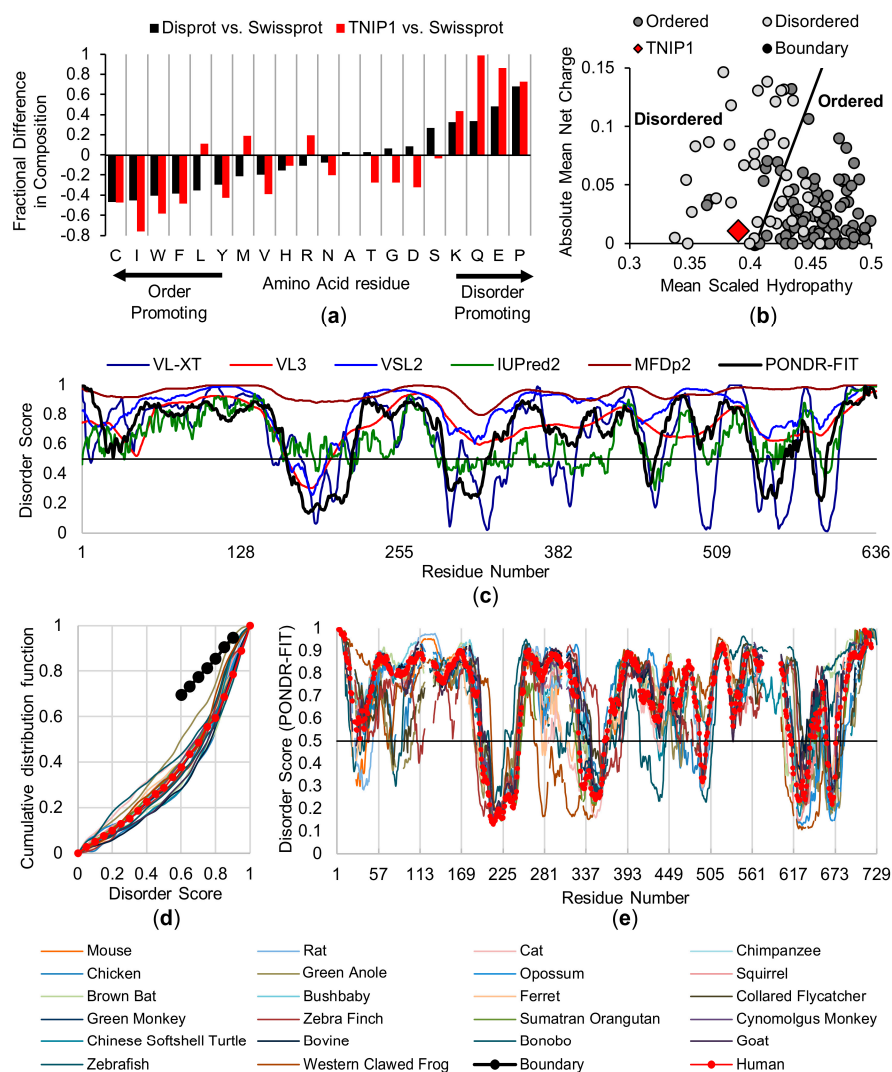 (a)
Disprot vs. Swissprot TNIP1 vs. Swissprot
Fractional Difference
in Composition
1
0.8
0.6
0.4
0.2
0
-0.2
-0.4
-0.6
-0.8
C I W F L Y M V H R N A T G D S K Q E P
Order
Promoting
Amino Acid residue
Disorder
Promoting
(b)
Ordered Disordered
TNIP1 Boundary
Absolute Mean Net Charge
0.15
0.1
0.05
0
Disordered
Ordered
0.3 0.35 0.4 0.45 0.5
Mean Scaled Hydropathy
VL-XT VL3 VSL2 IUPred2 MFDp2 PONDR-FIT
Disorder Score
1
0.8
0.6
0.4
0.2
0
1 128 255 382 509 636
Residue Number
(c)
Cumulative distribution function
1
0.8
0.6
0.4
0.2
0
0 0.2 0.4 0.6 0.8 1
Disorder Score
(d)
Disorder Score (PONDR-FIT)
1
0.9
0.8
0.7
0.6
0.5
0.4
0.3
0.2
0.1
0
1 57 113 169 225 281 337 393 449 505 561 617 673 729
Residue Number
(e)
Mouse Rat Cat Chimpanzee
Chicken Green Anole Opossum Squirrel
Brown Bat Bushbaby Ferret Collared Flycatcher
Green Monkey Zebra Finch Sumatran Orangutan Cynomolgus Monkey
Chinese Softshell Turtle Bovine Bonobo Goat
Zebrafish Western Clawed Frog Boundary Human